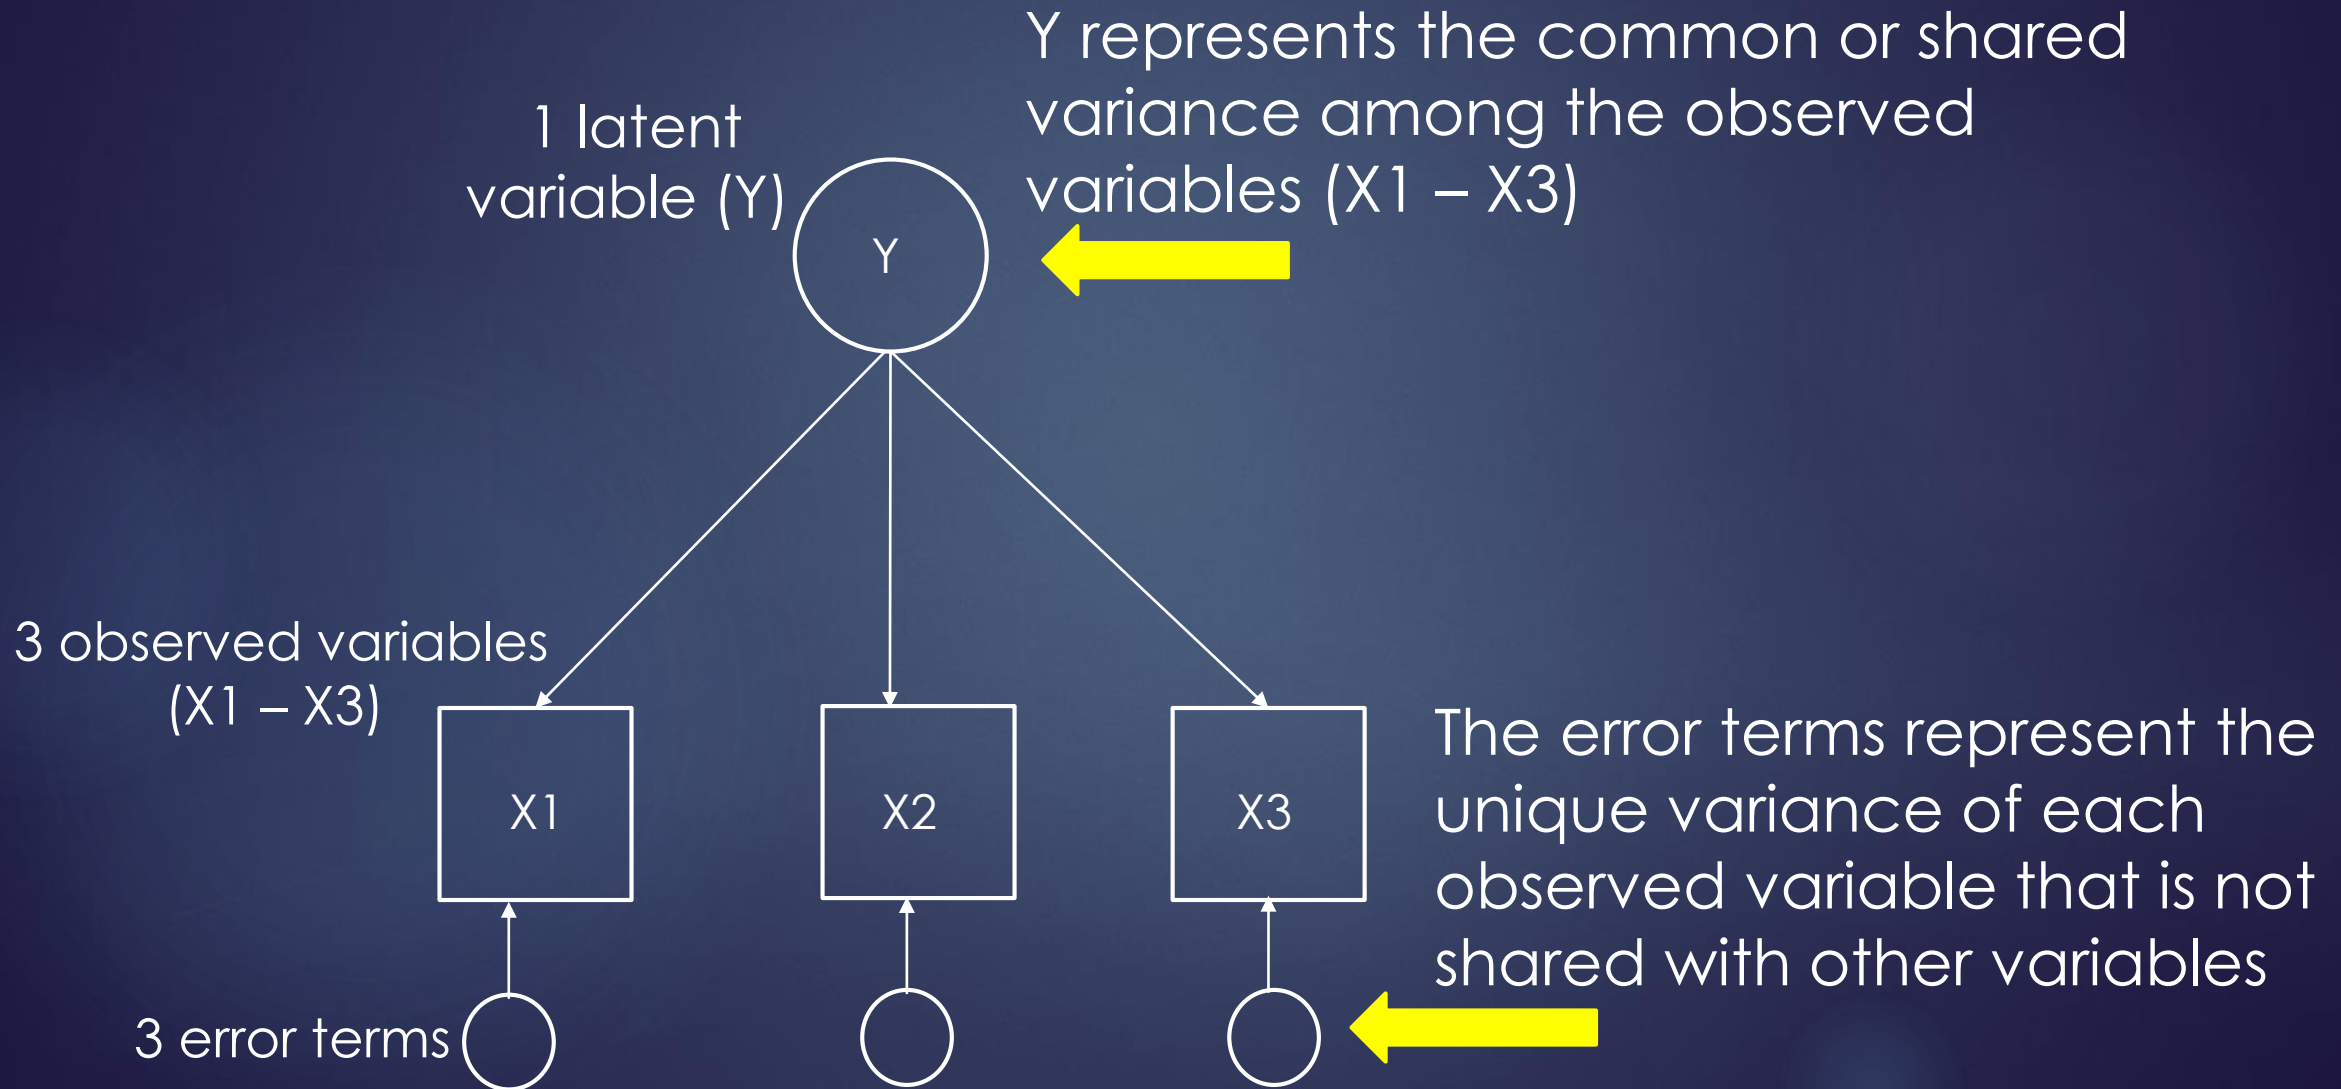 Y represents the common or shared
variance among the observed
variables (X1 – X3)
1 latent
variable (Y)
Y
3 observed variables
(X1 – X3)
X1
X2
X3
The error terms represent the
unique variance of each
observed variable that is not
shared with other variables
3 error terms